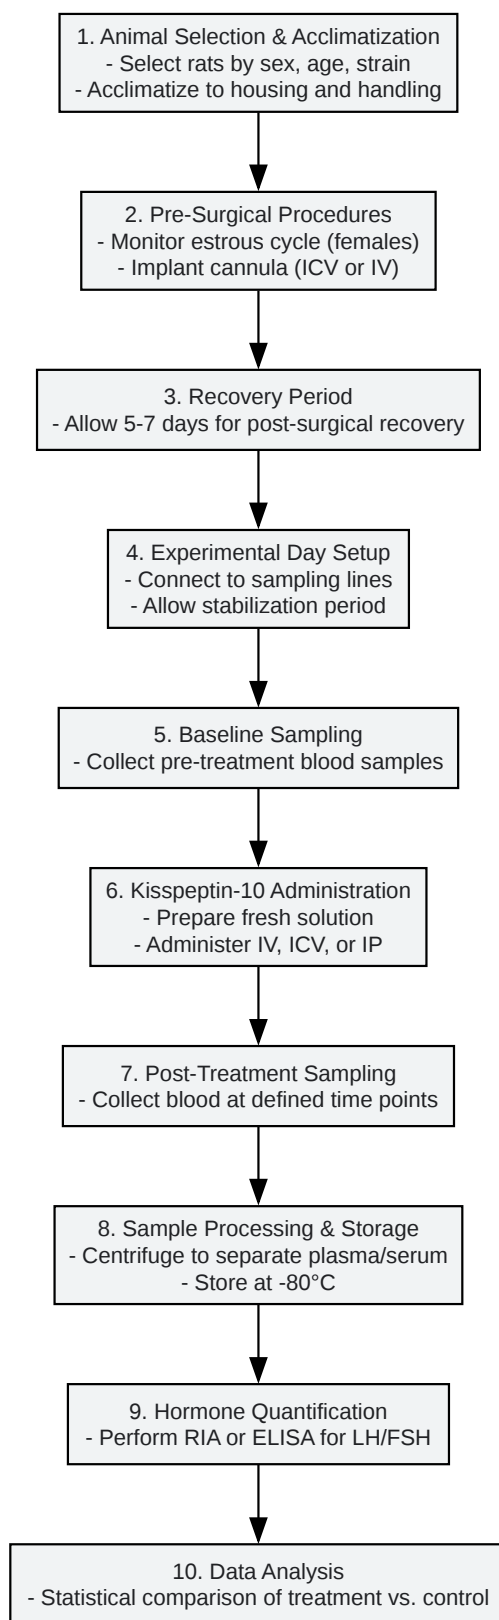 1. Animal Selection & Acclimatization
- Select rats by sex, age, strain
- Acclimatize to housing and handling
2. Pre-Surgical Procedures
- Monitor estrous cycle (females)
- Implant cannula (ICV or IV)
3. Recovery Period
- Allow 5-7 days for post-surgical recovery
4. Experimental Day Setup
- Connect to sampling lines
- Allow stabilization period
5. Baseline Sampling
- Collect pre-treatment blood samples
6. Kisspeptin-10 Administration
- Prepare fresh solution
- Administer IV, ICV, or IP
7. Post-Treatment Sampling
- Collect blood at defined time points
8. Sample Processing & Storage
- Centrifuge to separate plasma/serum
- Store at -80°C
9. Hormone Quantification
- Perform RIA or ELISA for LH/FSH
10. Data Analysis
- Statistical comparison of treatment vs. control